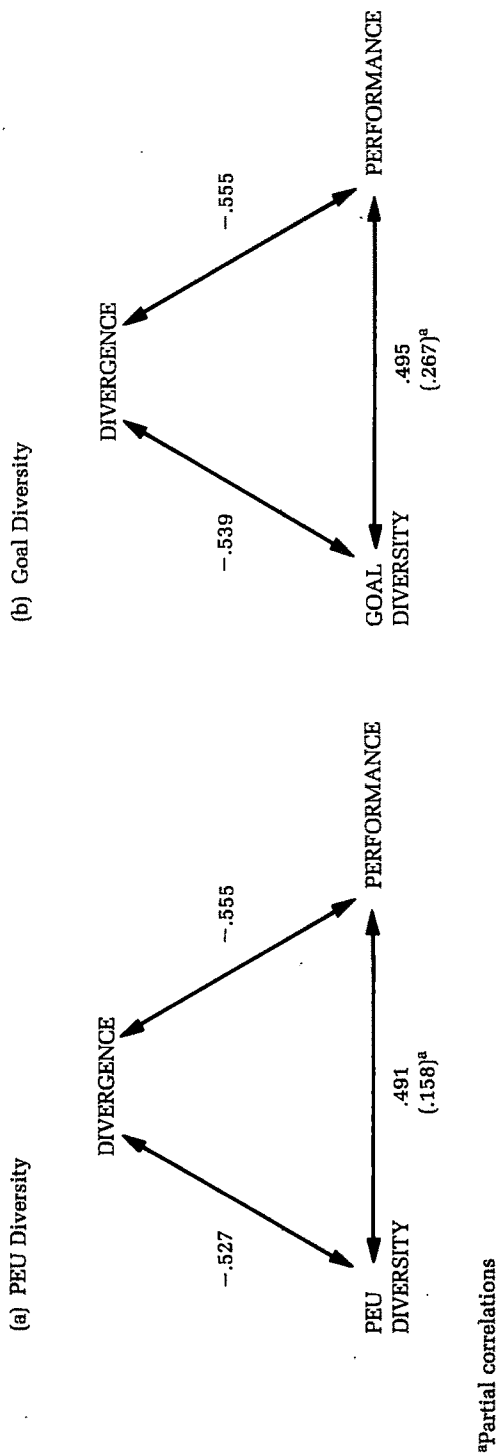 (a) PEU Diversity
DIVERGENCE
−.527
−.555
PEU
DIVERSITY
PERFORMANCE
.491
(.158)ᵃ
(b) Goal Diversity
DIVERGENCE
−.539
−.555
GOAL
DIVERSITY
PERFORMANCE
.495
(.267)ᵃ
ᵃPartial correlations